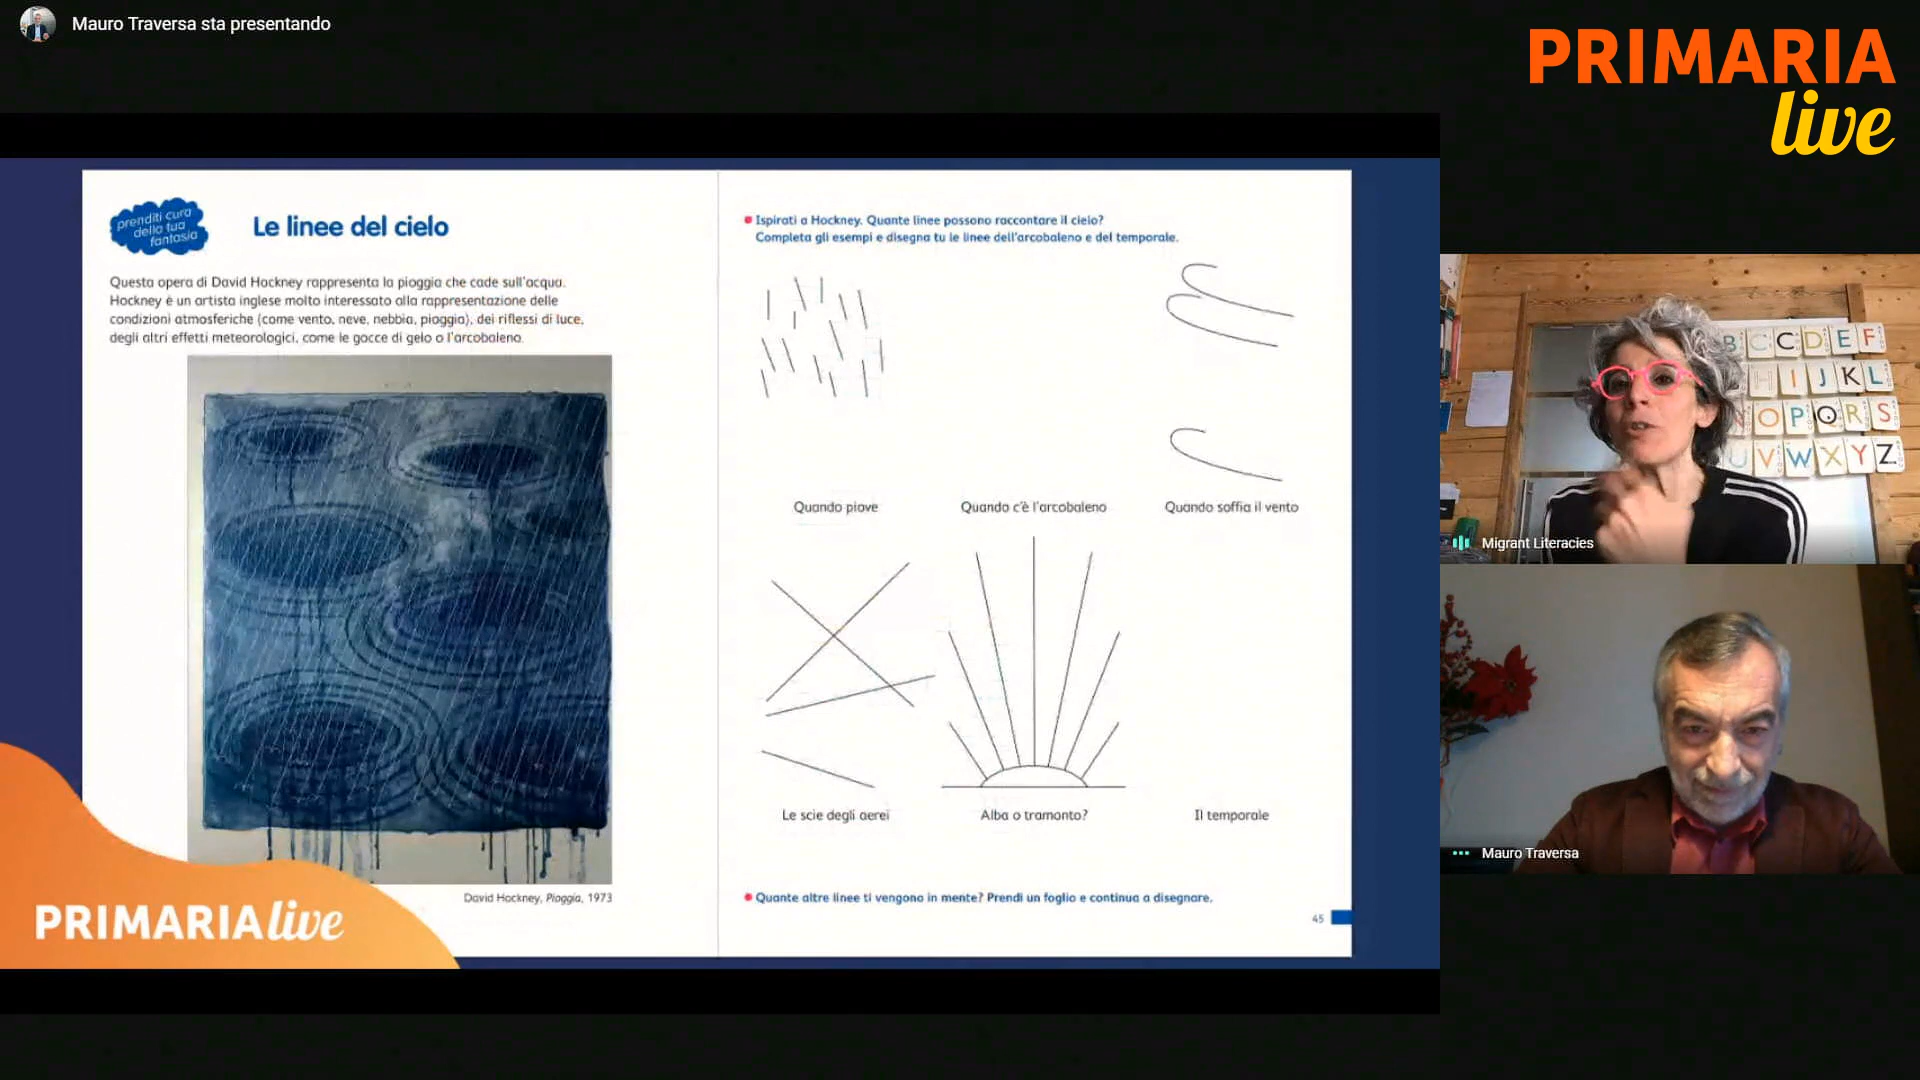 Mauro Traversa sta presentando
PRIMARIA
live
prenditi cura
della tua
fantasia
Le linee del cielo
Questa opera di David Hockney rappresenta la pioggia che cade sull'acqua.
Hockney è un artista inglese molto interessato alla rappresentazione delle
condizioni atmosferiche (come vento, neve, nebbia, pioggia), dei riflessi di luce,
degli altri effetti meteorologici, come le gocce di gelo o l'arcobaleno.
David Hockney, Pioggia, 1973
Ispirati a Hockney. Quante linee possono raccontare il cielo?
Completa gli esempi e disegna tu le linee dell'arcobaleno e del temporale.
Quando piove
Quando c'è l'arcobaleno
Quando soffia il vento
Le scie degli aerei
Alba o tramonto?
Il temporale
Quante altre linee ti vengono in mente? Prendi un foglio e continua a disegnare.
45
PRIMARIA live
B C C D E F
H I J K L
N O P Q R S
U V W X Y Z
Migrant Literacies
Mauro Traversa